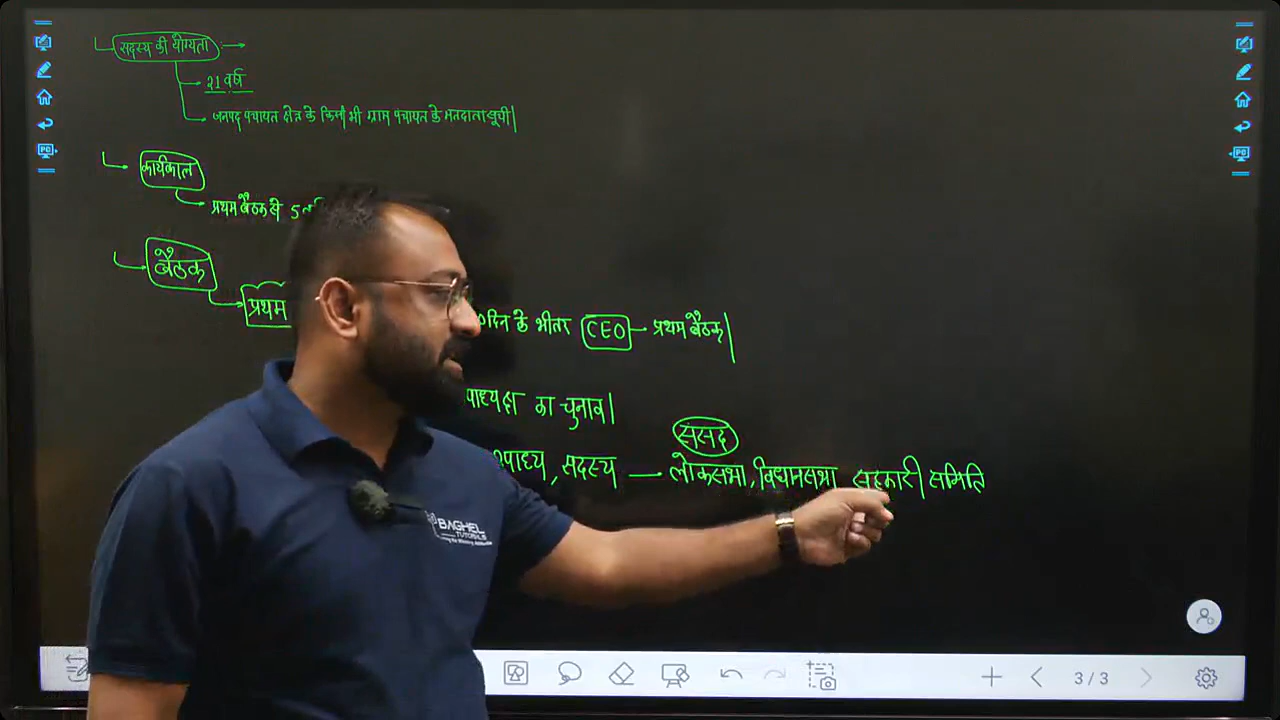 सदस्य की योग्यता
21 वर्ष
जनपद पंचायत क्षेत्र के किसी भी ग्राम पंचायत के मतदाता सूची।
कार्यकाल
प्रथम बैठक से 5
बैठक
प्रथम दिन के भीतर CEO प्रथम बैठक।
का चुनाव।
संसद
सदस्य — लोकसभा, विधानसभा सहकारी समिति
BAGHEL
TUTORIALS
3/3